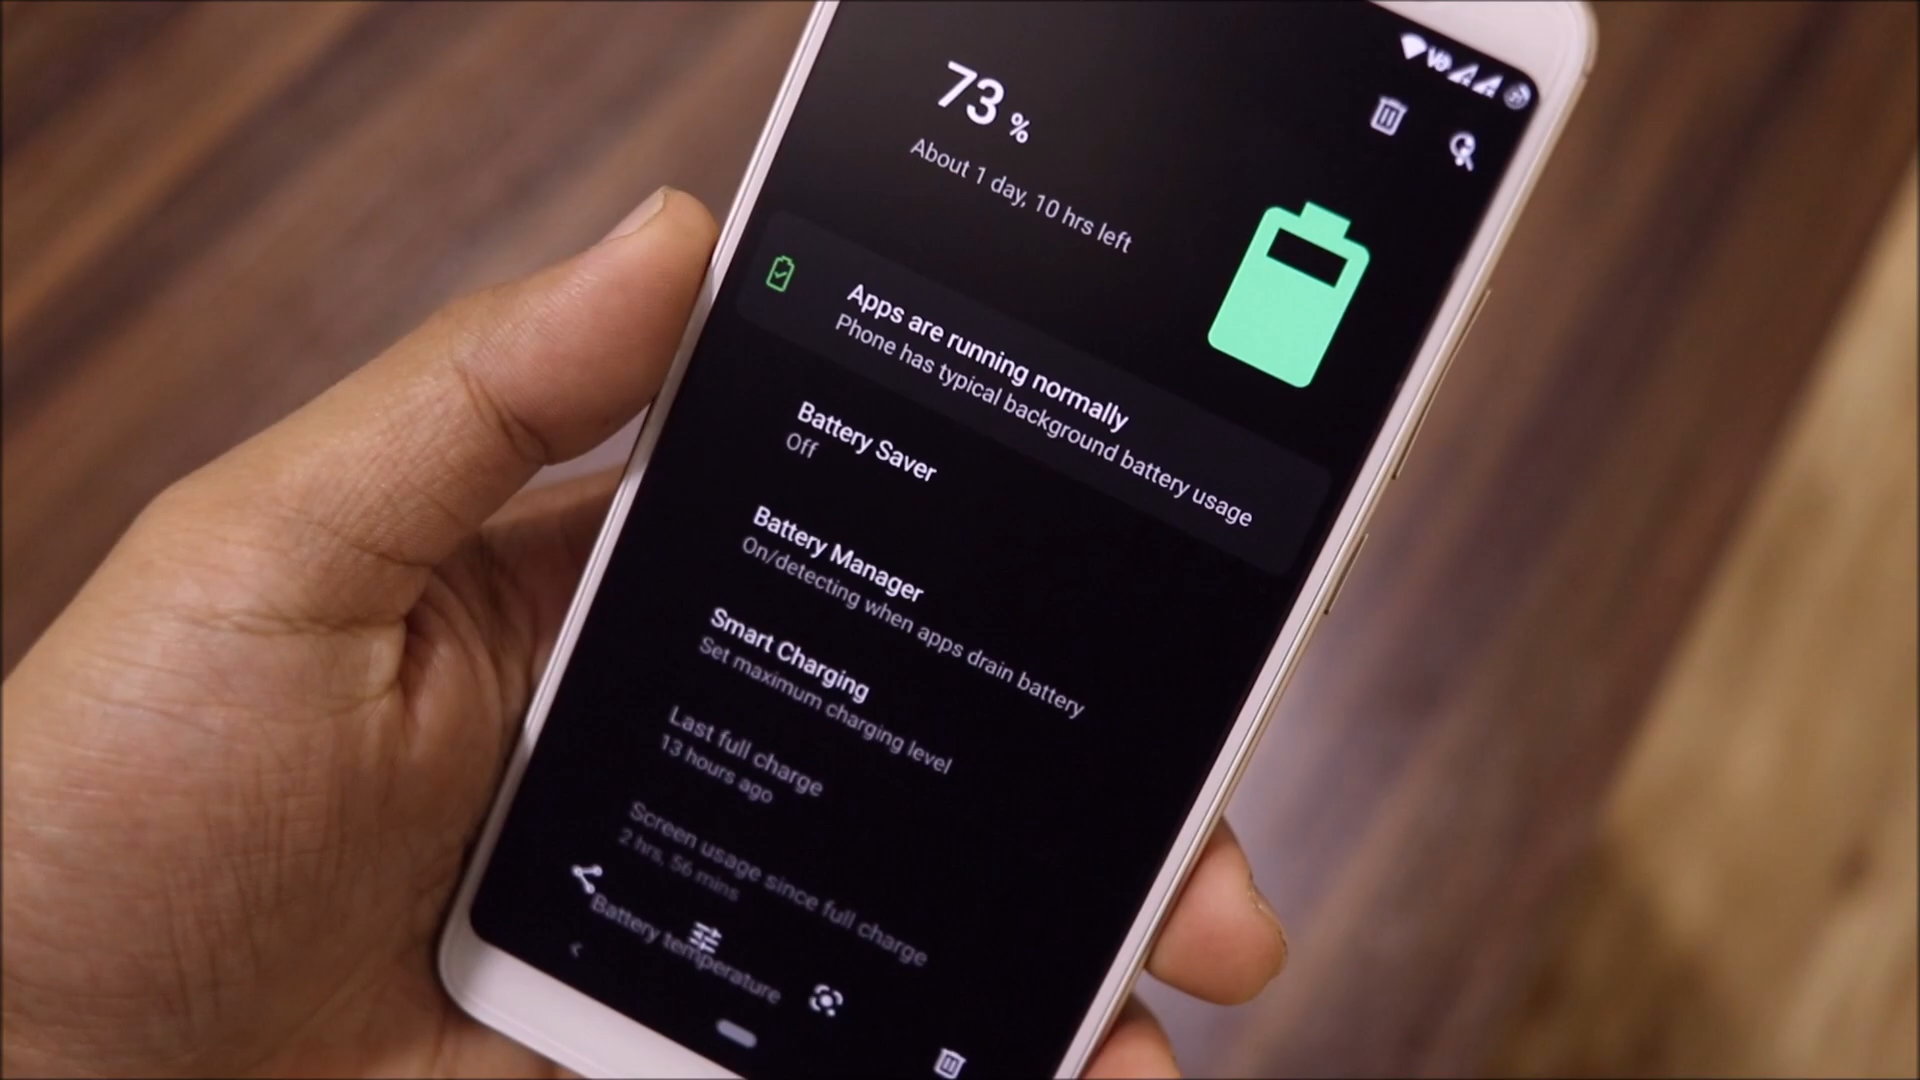 73 %
About 1 day, 10 hrs left
Apps are running normally
Phone has typical background battery usage
Battery Saver
Off
Battery Manager
On/detecting when apps drain battery
Smart Charging
Set maximum charging level
Last full charge
13 hours ago
Screen usage since full charge
2 hrs, 56 mins
Battery temperature